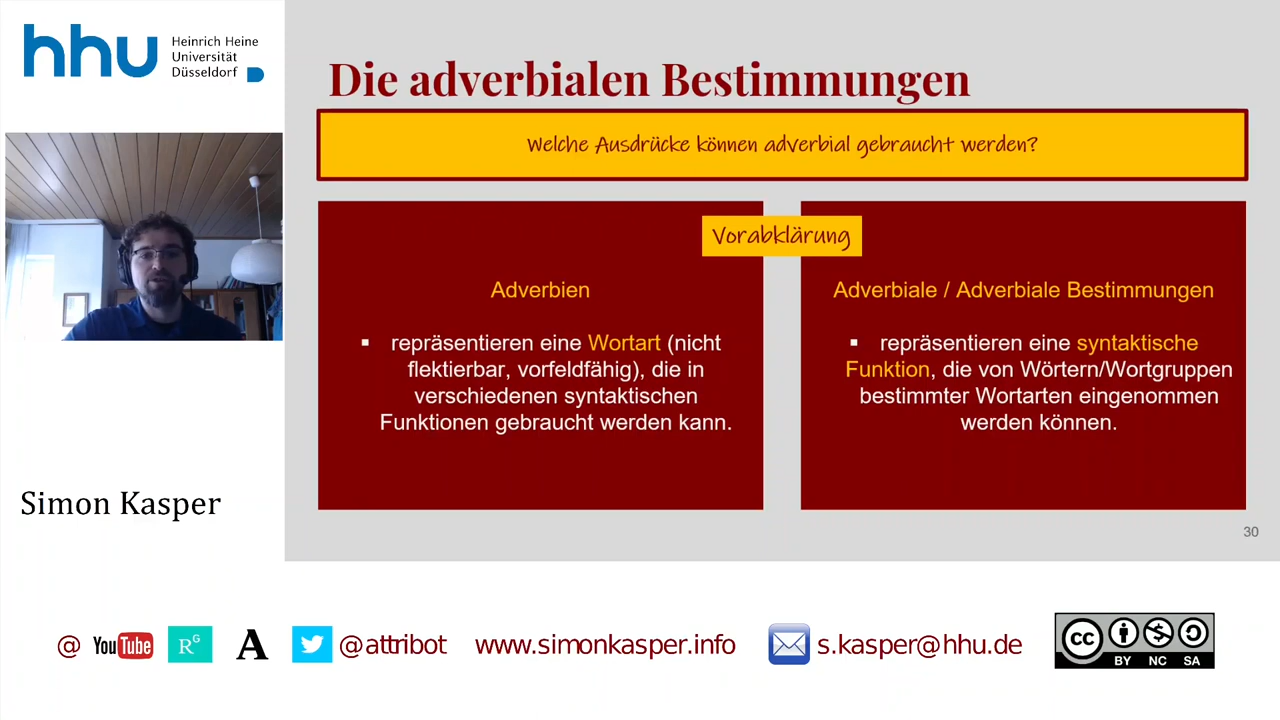 hhu Heinrich Heine
Universität
Düsseldorf
Die adverbialen Bestimmungen
Welche Ausdrücke können adverbial gebraucht werden?
Vorabklärung
Adverbien
▪ repräsentieren eine Wortart (nicht
flektierbar, vorfeldfähig), die in
verschiedenen syntaktischen
Funktionen gebraucht werden kann.
Adverbiale / Adverbiale Bestimmungen
▪ repräsentieren eine syntaktische
Funktion, die von Wörtern/Wortgruppen
bestimmter Wortarten eingenommen
werden können.
Simon Kasper
30
@ YouTube RG A @attribot www.simonkasper.info s.kasper@hhu.de
cc
BY NC SA